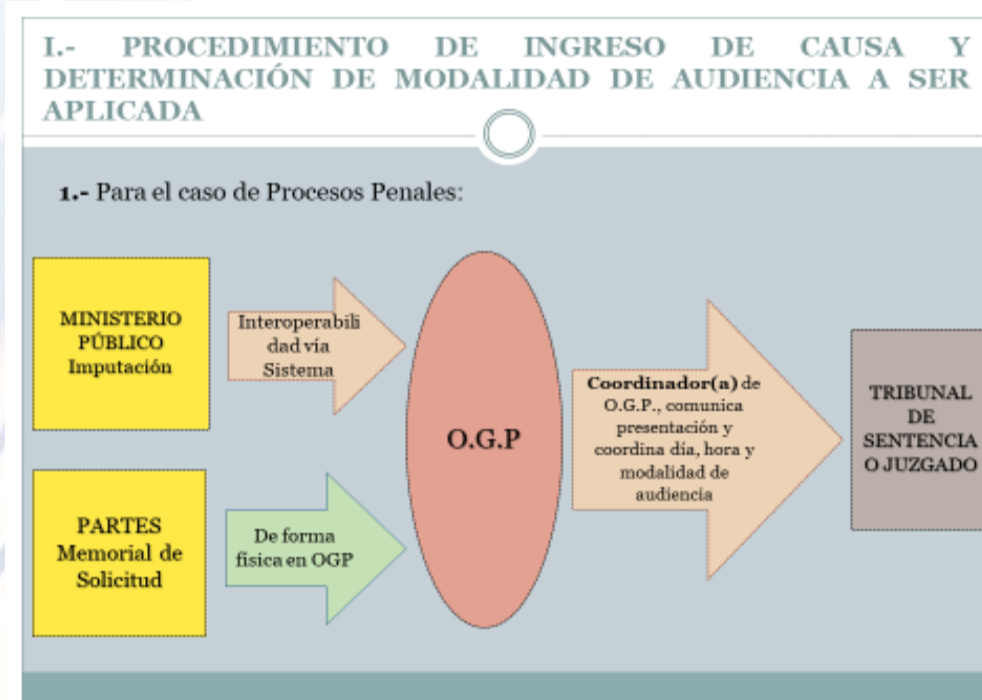 I.- PROCEDIMIENTO DE INGRESO DE CAUSA Y
DETERMINACIÓN DE MODALIDAD DE AUDIENCIA A SER
APLICADA
1.- Para el caso de Procesos Penales:
MINISTERIO
PÚBLICO
Imputación
Interoperabili
dad vía
Sistema
PARTES
Memorial de
Solicitud
De forma
física en OGP
O.G.P
Coordinador(a) de
O.G.P., comunica
presentación y
coordina día, hora y
modalidad de
audiencia
TRIBUNAL
DE
SENTENCIA
O JUZGADO